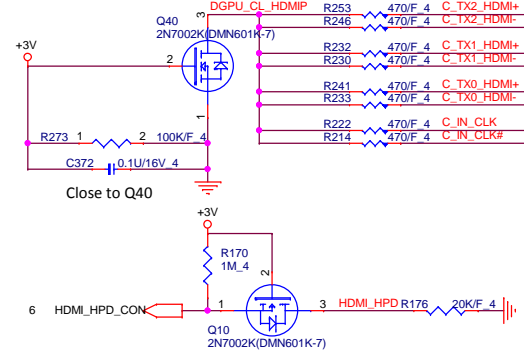 DGPU_CL_HDMIP
3
R253 470/F_4 C_TX2_HDMI+
R246 470/F_4 C_TX2_HDMI-
Q40
2N7002K(DMN601K-7)
+3V
2
R232 470/F_4 C_TX1_HDMI+
R230 470/F_4 C_TX1_HDMI-
R241 470/F_4 C_TX0_HDMI+
R233 470/F_4 C_TX0_HDMI-
1
R222 470/F_4 C_IN_CLK
R214 470/F_4 C_IN_CLK#
R273 1 2 100K/F_4
C372 0.1U/16V_4
Close to Q40
+3V
R170
1M_4
2
6 HDMI_HPD_CON 1 3 HDMI_HPD R176 20K/F_4
Q10
2N7002K(DMN601K-7)